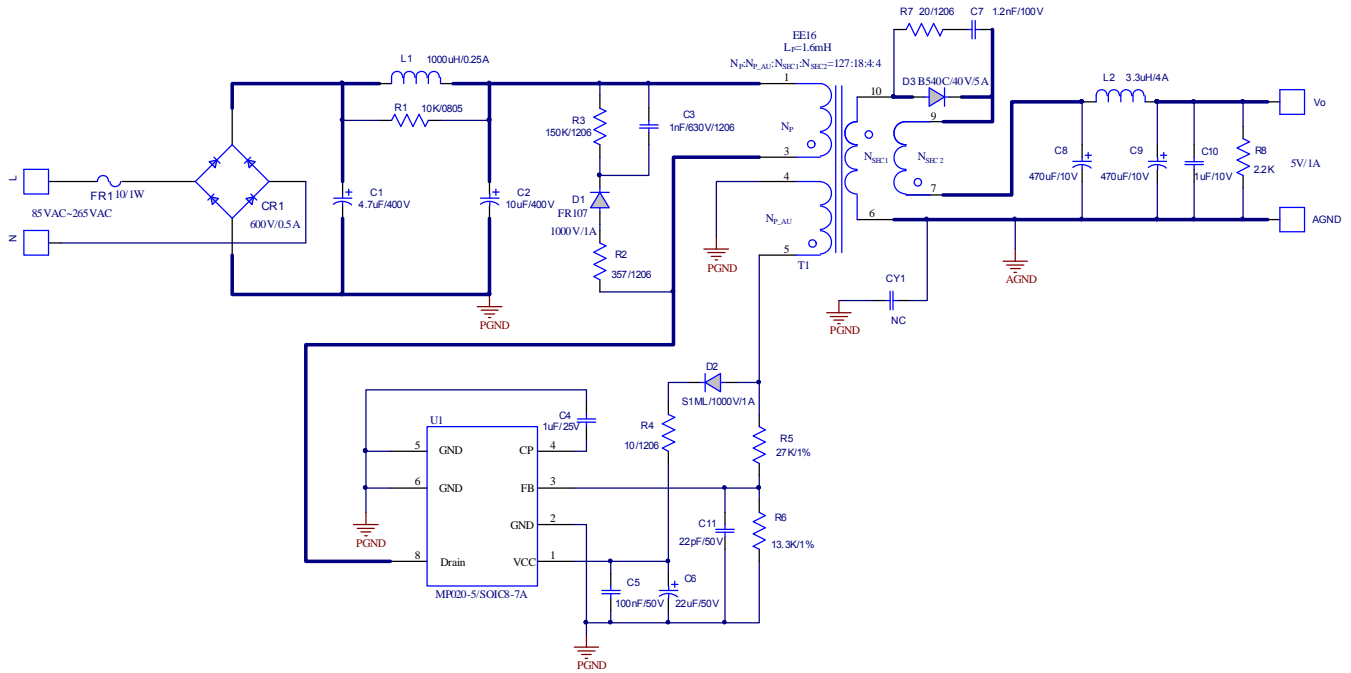 R7 20/1206
C7 1.2nF/100V
EE16
LP=1.6mH
NP:NP_AU:NSEC1:NSEC2=127:18:4:4
L1 1000uH/0.25A
R1 10K/0805
1
10
D3 B540C/40V/5A
L2 3.3uH/4A
Vo
R3
150K/1206
C3
1nF/630V/1206
NP
9
NSEC1
NSEC2
C8
470uF/10V
C9
470uF/10V
C10
1uF/10V
R8
2.2K
5V/1A
L
FR1 10/1W
85VAC~265VAC
N
CR1
600V/0.5A
C1
4.7uF/400V
C2
10uF/400V
3
4
7
D1
FR107
1000V/1A
NP_AU
6
AGND
R2
357/1206
PGND
5
T1
AGND
CY1
NC
PGND
PGND
D2
S1ML/1000V/1A
U1
C4
1uF/25V
R4
10/1206
R5
27K/1%
5 GND CP 4
6 GND FB 3
GND 2
PGND
8 Drain VCC 1
MP020-5/SOIC8-7A
C11
22pF/50V
R6
13.3K/1%
C5
100nF/50V
C6
22uF/50V
PGND